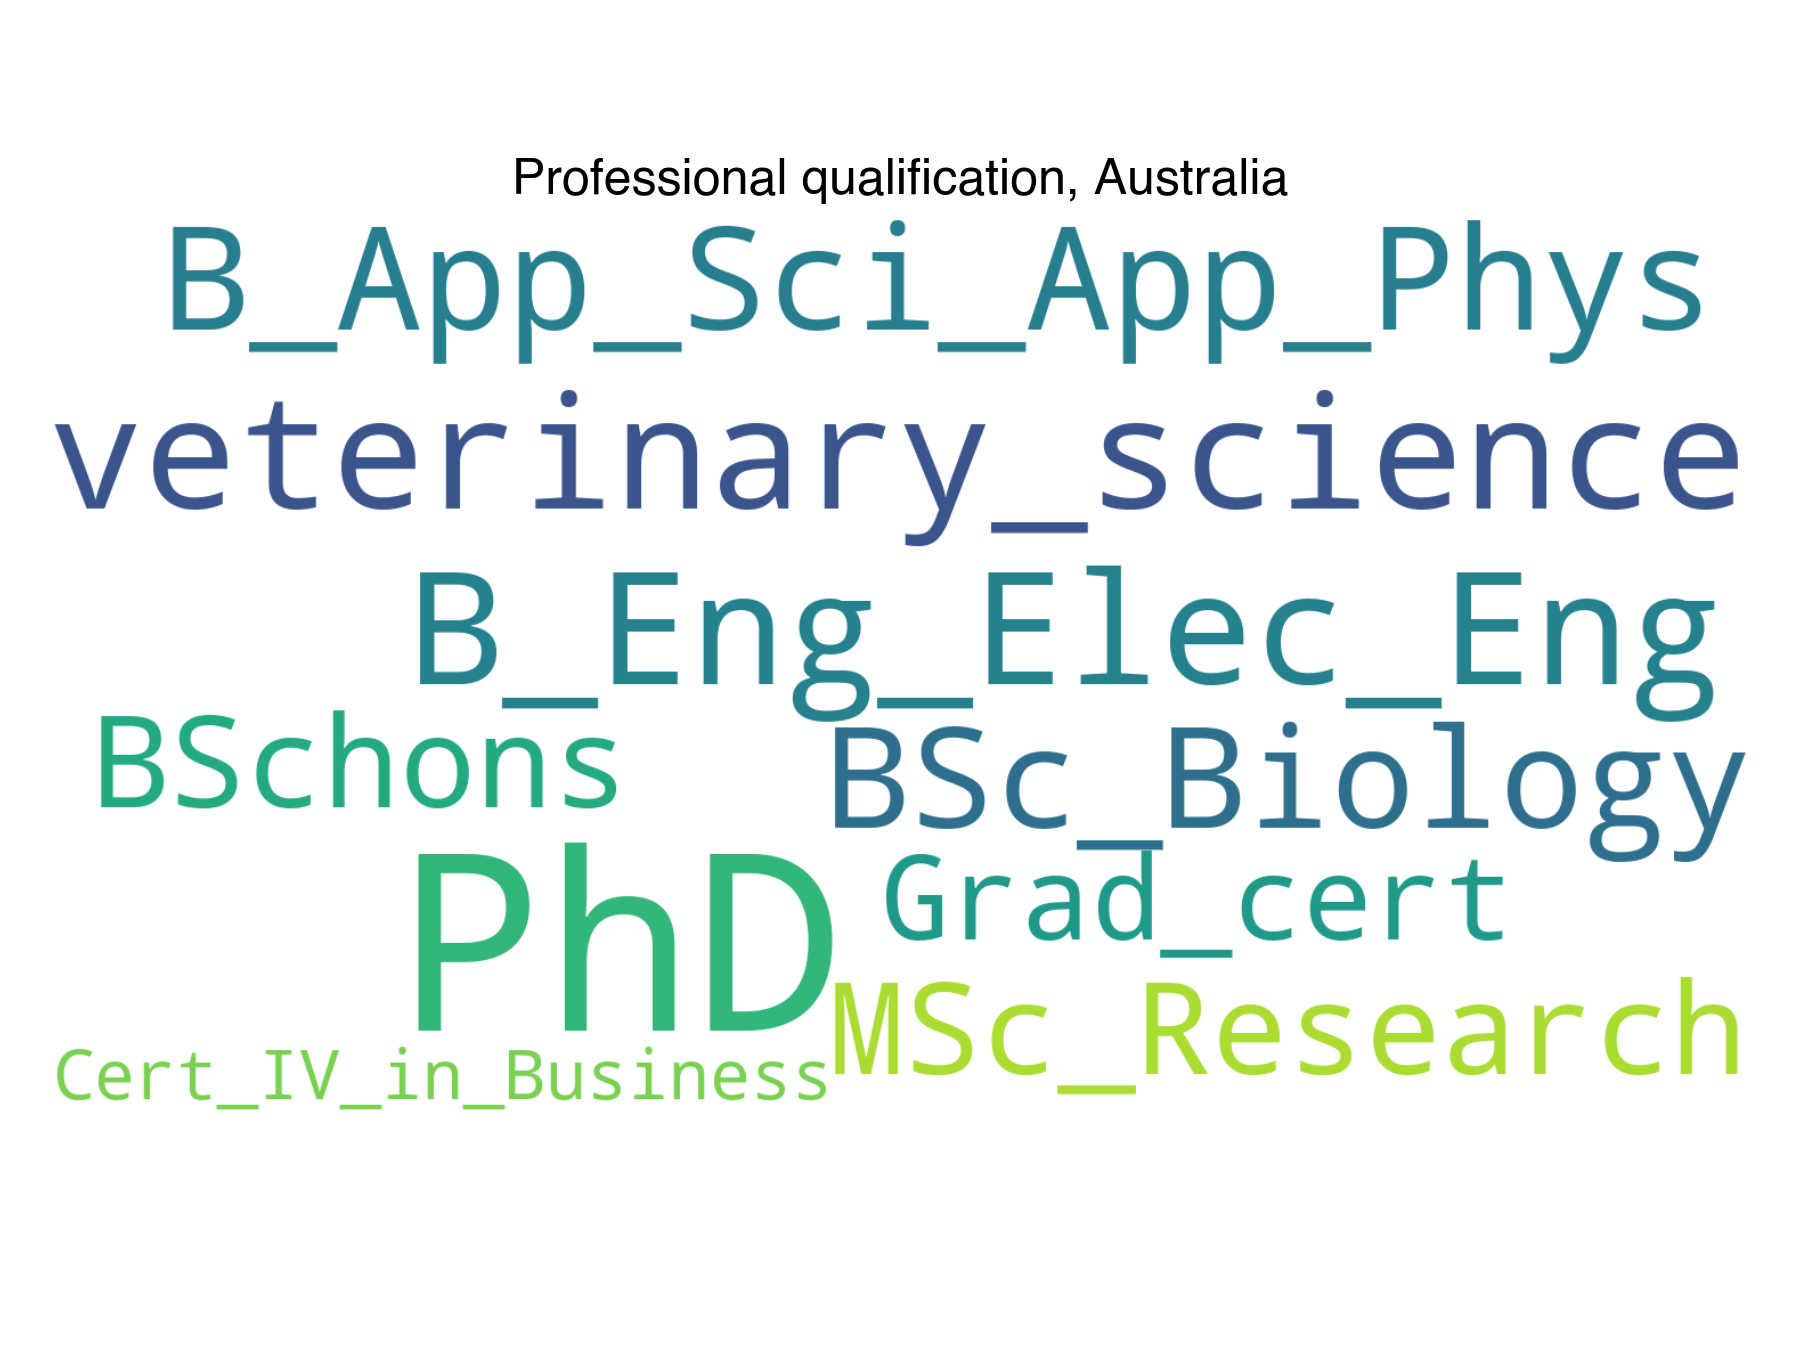 Professional qualification, Australia
B_App_Sci_App_Phys
veterinary_science
B_Eng_Elec_Eng
BSchons
BSc_Biology
PhD
Grad_cert
MSc_Research
Cert_IV_in_Business